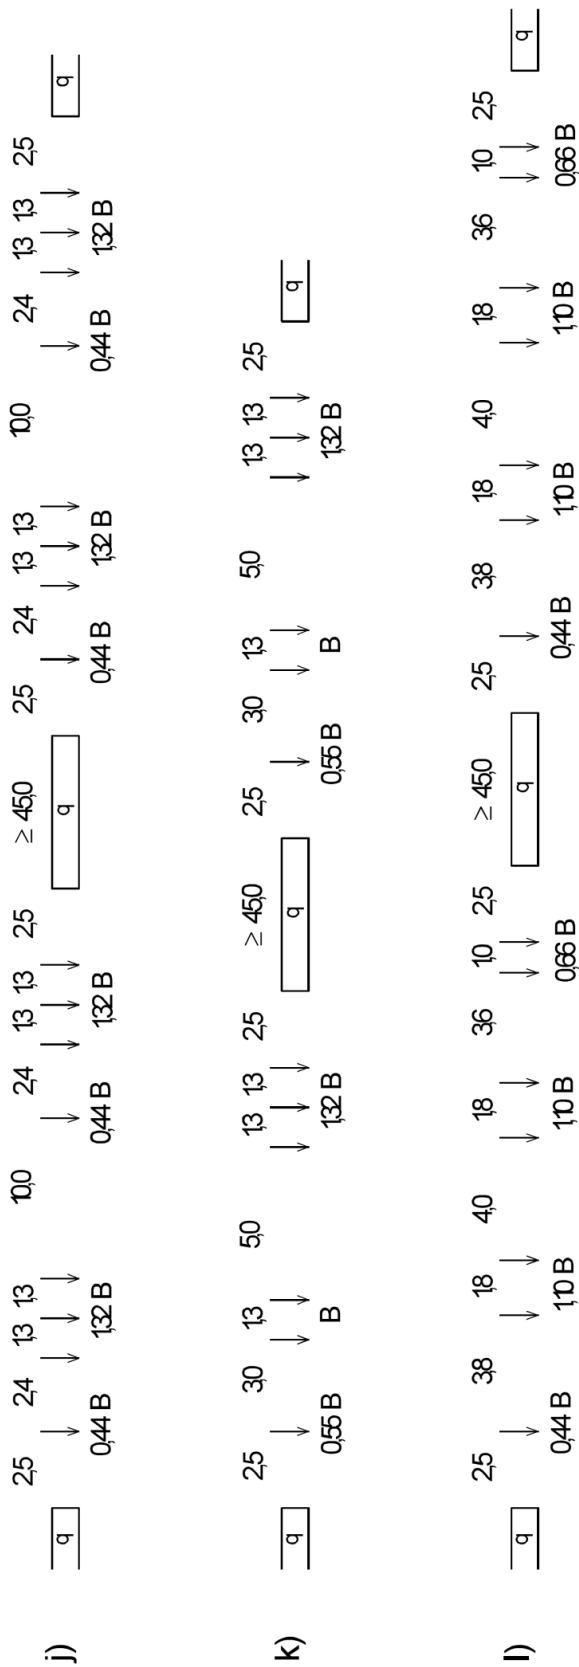 2,5 2,4 1,3 1,3 10,0 2,4 1,3 1,3 2,5 ≥ 45,0 2,5 2,4 1,3 1,3 10,0 2,4 1,3 1,3 2,5
j) q q q
0,44 B 1,32 B 0,44 B 1,32 B 0,44 B 1,32 B 0,44 B 1,32 B
2,5 3,0 1,3 5,0 1,3 1,3 2,5 ≥ 45,0 2,5 3,0 1,3 5,0 1,3 1,3 2,5
k) q q q
0,55 B B 1,32 B 0,55 B B 1,32 B
2,5 3,8 1,8 4,0 1,8 3,6 1,0 2,5 ≥ 45,0 2,5 3,8 1,8 4,0 1,8 3,6 1,0 2,5
l) q q q
0,44 B 1,10 B 1,10 B 0,66 B 0,44 B 1,10 B 1,10 B 0,66 B